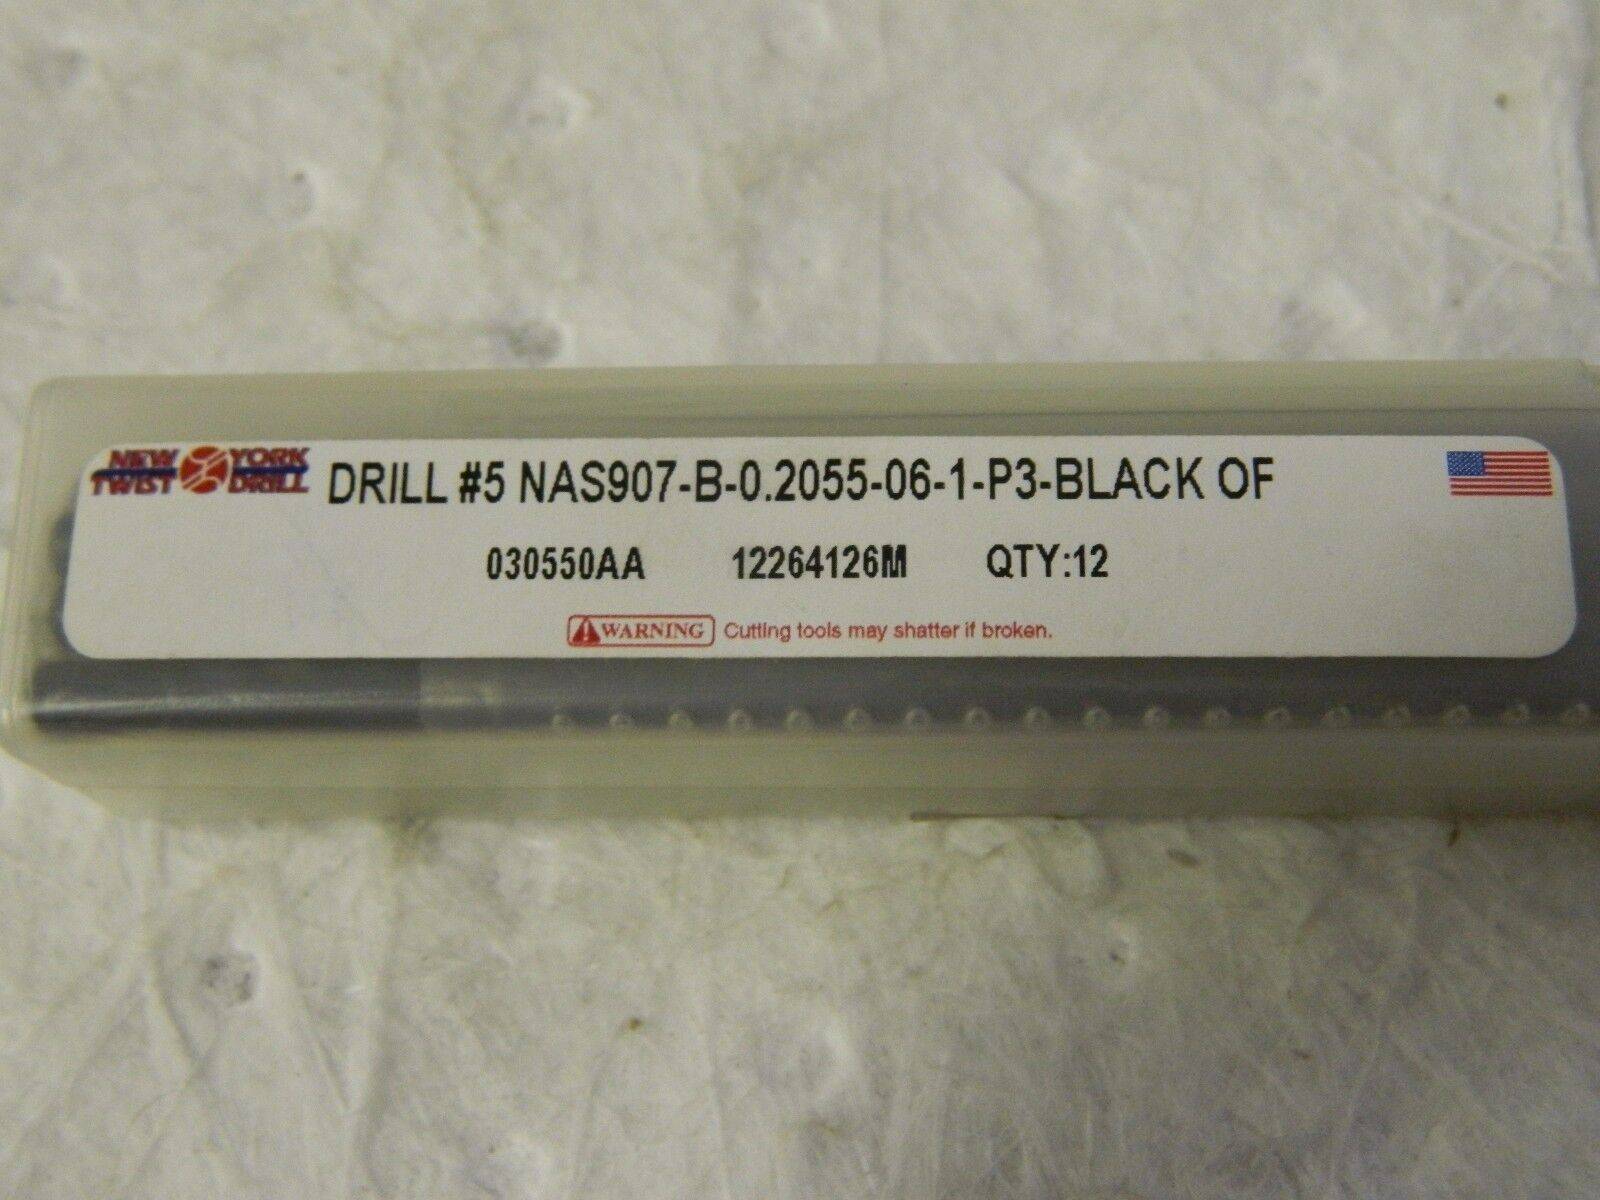 NEW YORK
TWIST DRILL
DRILL #5 NAS907-B-0.2055-06-1-P3-BLACK OF
030550AA 12264126M QTY:12
WARNING Cutting tools may shatter if broken.